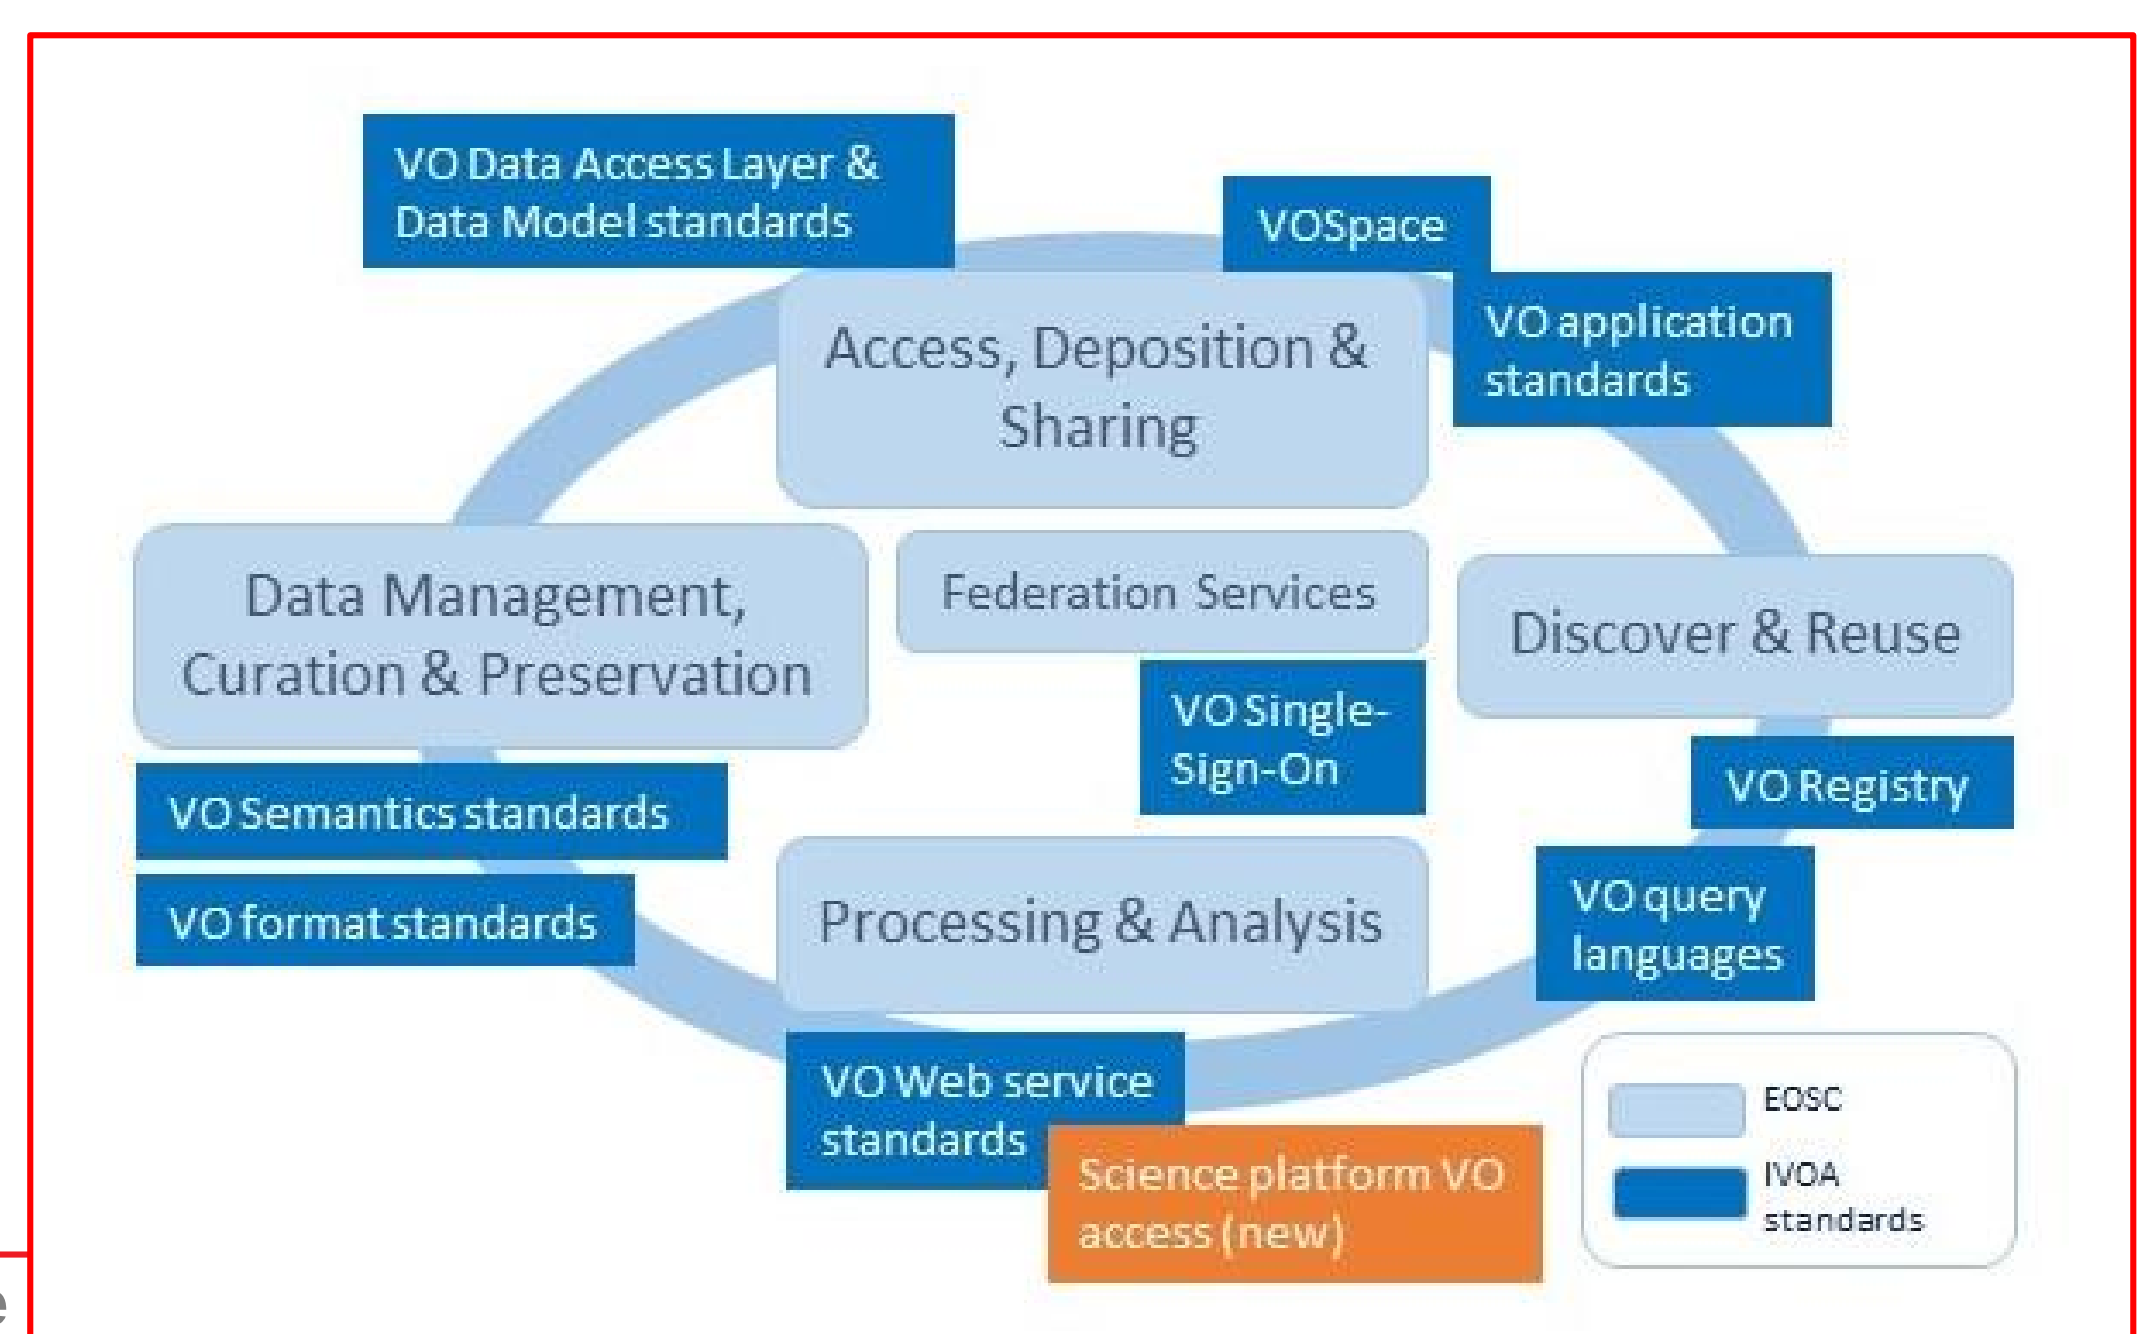 VO Data Access Layer &
Data Model standards
VOSpace
VO application
standards
Access, Deposition &
Sharing
Data Management,
Curation & Preservation
Federation Services
Discover & Reuse
VO Single-
Sign-On
VO Registry
VO Semantics standards
VO format standards
Processing & Analysis
VO query
languages
VO Web service
standards
Science platform VO
access (new)
EOSC
IVOA
standards
e